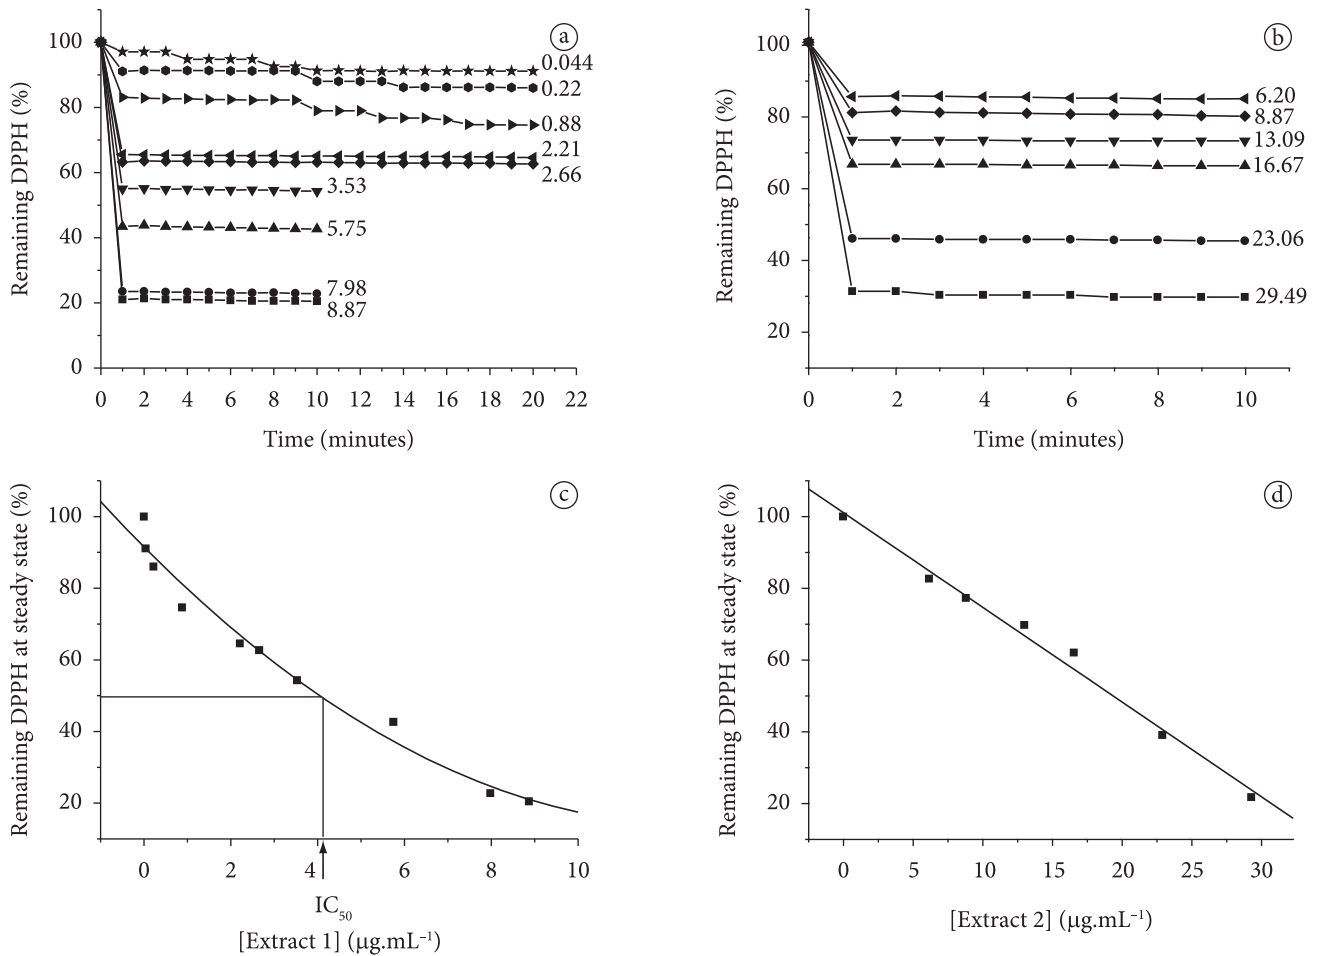 Remaining DPPH (%)
100
80
60
40
20
0
a
0.044
0.22
0.88
2.21
2.66
3.53
5.75
7.98
8.87
0 2 4 6 8 10 12 14 16 18 20 22
Time (minutes)
Remaining DPPH (%)
100
80
60
40
20
b
6.20
8.87
13.09
16.67
23.06
29.49
0 2 4 6 8 10
Time (minutes)
Remaining DPPH at steady state (%)
100
80
60
40
20
c
0 2 4 6 8 10
IC50
[Extract 1] (μg.mL–1)
Remaining DPPH at steady state (%)
100
80
60
40
20
d
0 5 10 15 20 25 30
[Extract 2] (μg.mL–1)